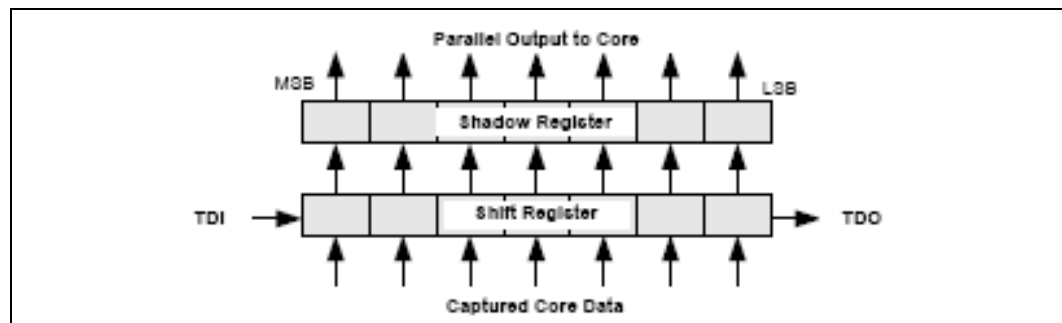 Parallel Output to Core
MSB
LSB
Shadow Register
TDI
Shift Register
TDO
Captured Core Data